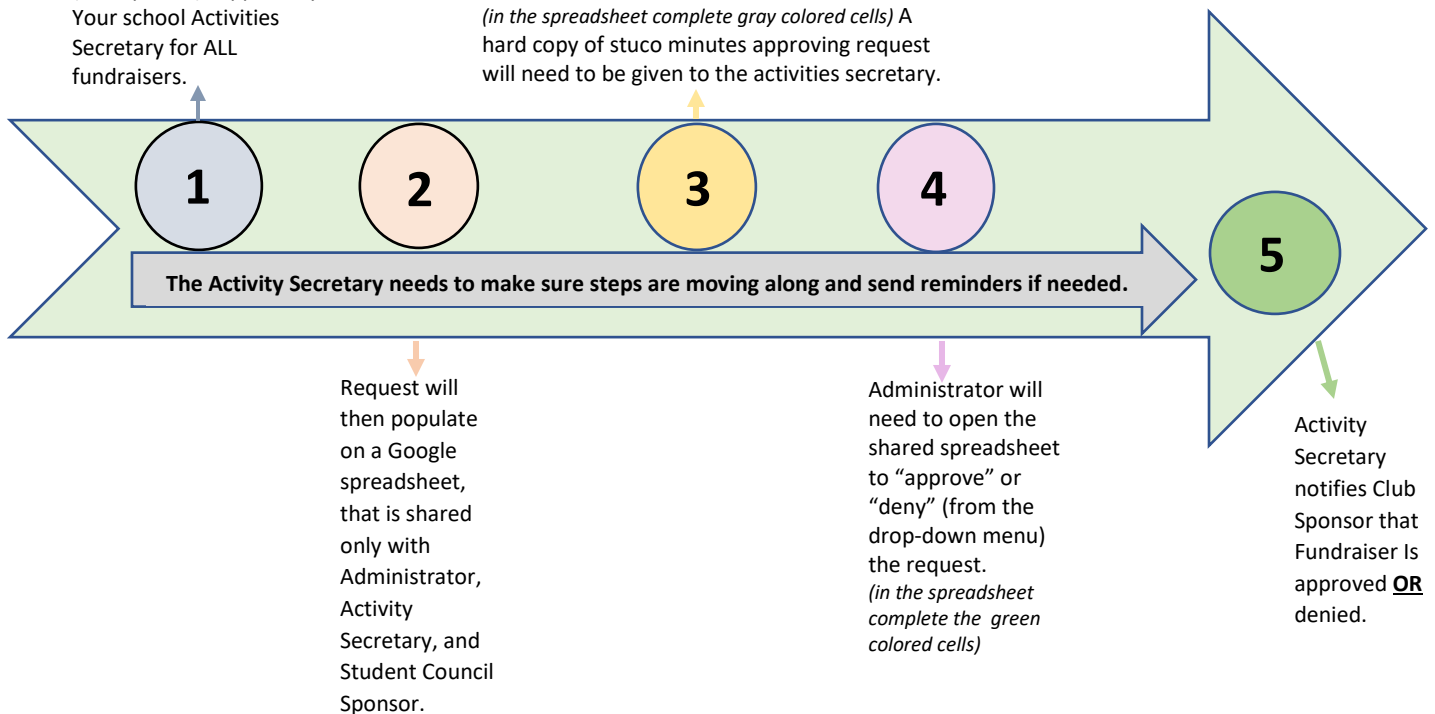 Your school Activities
Secretary for ALL
fundraisers.
(in the spreadsheet complete gray colored cells) A
hard copy of stuco minutes approving request
will need to be given to the activities secretary.
1
2
3
4
5
The Activity Secretary needs to make sure steps are moving along and send reminders if needed.
Request will
then populate
on a Google
spreadsheet,
that is shared
only with
Administrator,
Activity
Secretary, and
Student Council
Sponsor.
Administrator will
need to open the
shared spreadsheet
to “approve” or
“deny” (from the
drop-down menu)
the request.
(in the spreadsheet
complete the green
colored cells)
Activity
Secretary
notifies Club
Sponsor that
Fundraiser Is
approved OR
denied.